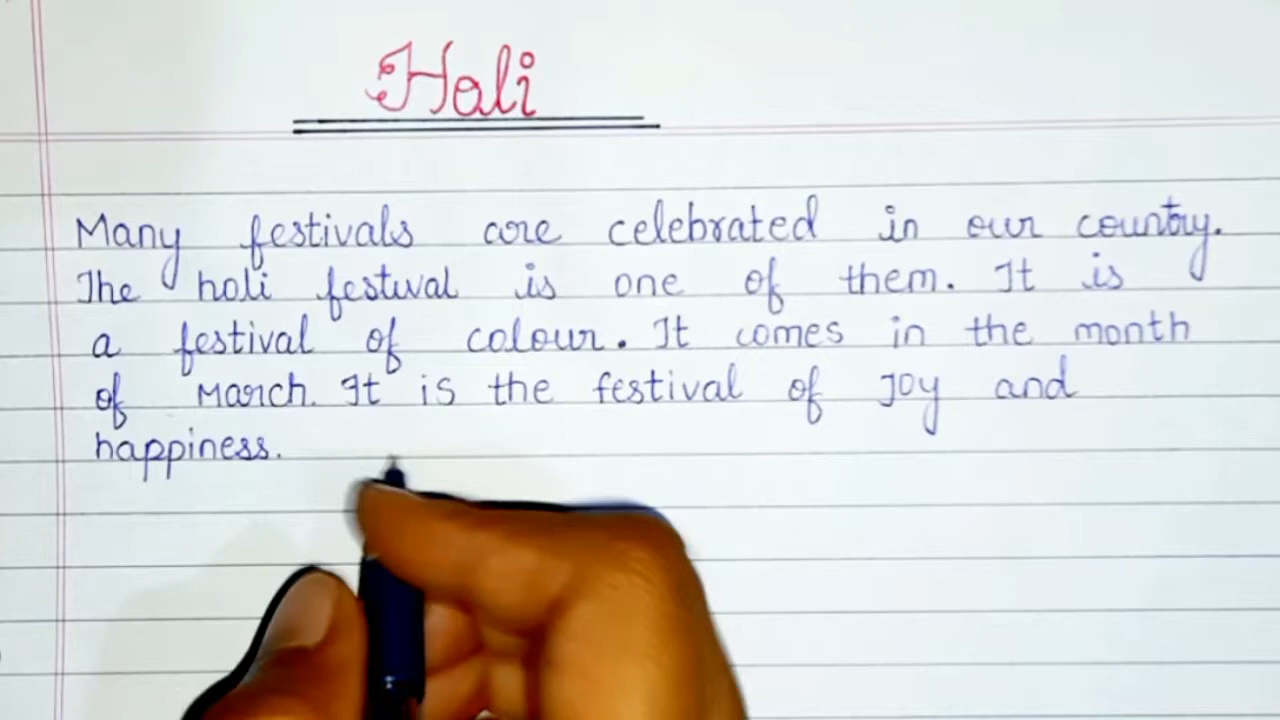 Holi
Many festivals are celebrated in our country.
The holi festival is one of them. It is
a festival of colour. It comes in the month
of March. It is the festival of Joy and
happiness.